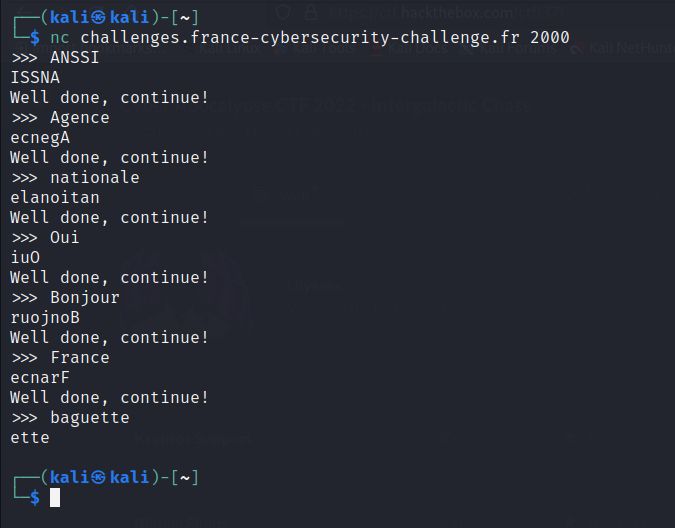 ┌──(kali㉿kali)-[~]
└─$ nc challenges.france-cybersecurity-challenge.fr 2000
>>> ANSSI
ISSNA
Well done, continue!
>>> Agence
ecnegA
Well done, continue!
>>> nationale
elanoitan
Well done, continue!
>>> Oui
iuO
Well done, continue!
>>> Bonjour
ruojnoB
Well done, continue!
>>> France
ecnarF
Well done, continue!
>>> baguette
ette
┌──(kali㉿kali)-[~]
└─$